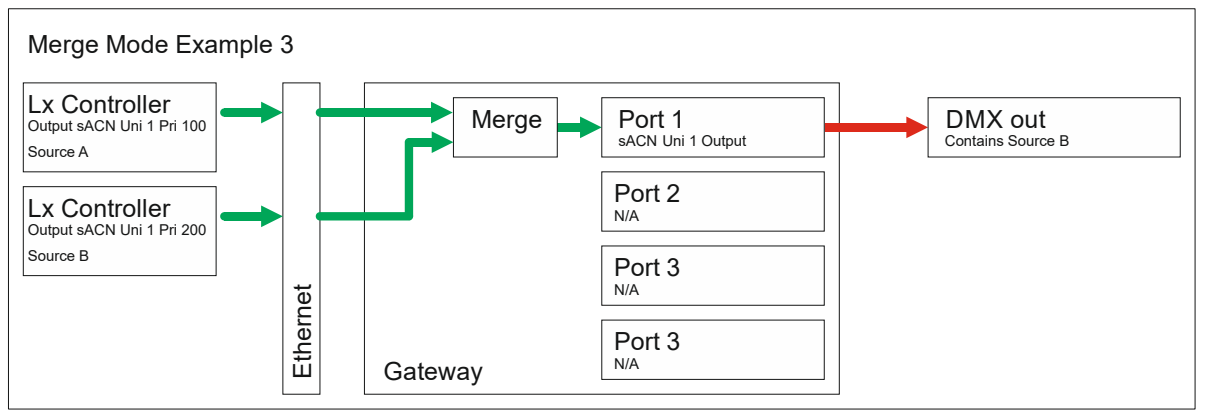 Merge Mode Example 3
Lx Controller
Output sACN Uni 1 Pri 100
Source A
Lx Controller
Output sACN Uni 1 Pri 200
Source B
Ethernet
Gateway
Merge
Port 1
sACN Uni 1 Output
Port 2
N/A
Port 3
N/A
Port 3
N/A
DMX out
Contains Source B